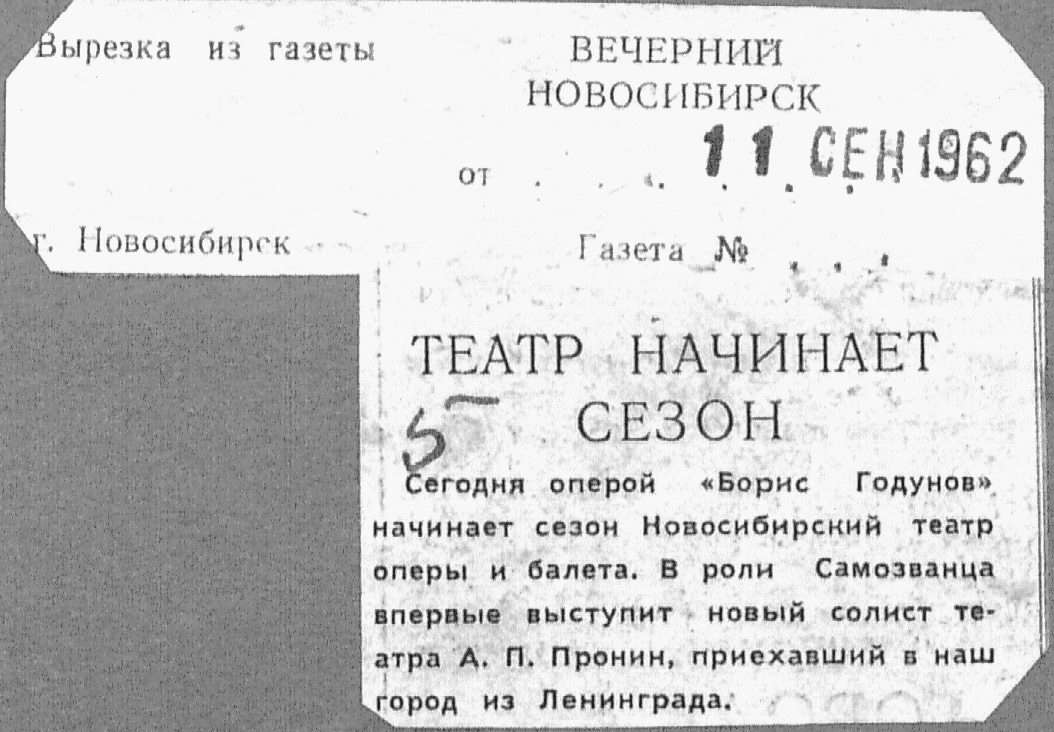 Вырезка из газеты
ВЕЧЕРНИЙ
НОВОСИБИРСК
от . . . 11 СЕН 1962
г. Новосибирск
Газета № . . .
ТЕАТР НАЧИНАЕТ
СЕЗОН
5
Сегодня оперой «Борис Годунов»
начинает сезон Новосибирский театр
оперы и балета. В роли Самозванца
впервые выступит новый солист те-
атра А. П. Пронин, приехавший в наш
город из Ленинграда.